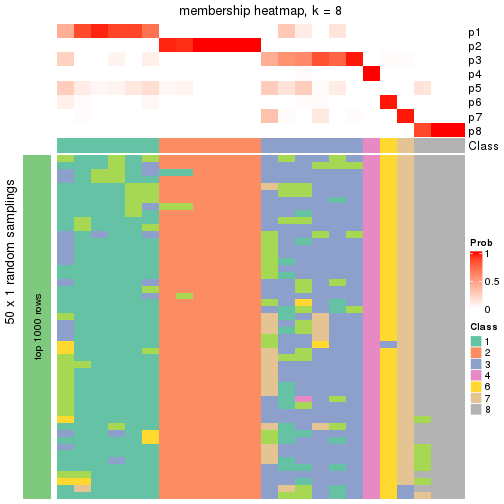 membership heatmap, k = 8
p1
p2
p3
p4
p5
p6
p7
p8
Class
50 x 1 random samplings
top 1000 rows
Prob
1
0.5
0
Class
1
2
3
4
6
7
8